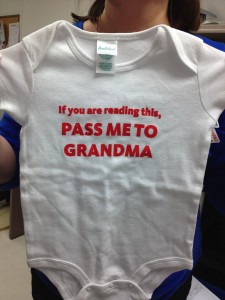 If you are reading this,
PASS ME TO
GRANDMA